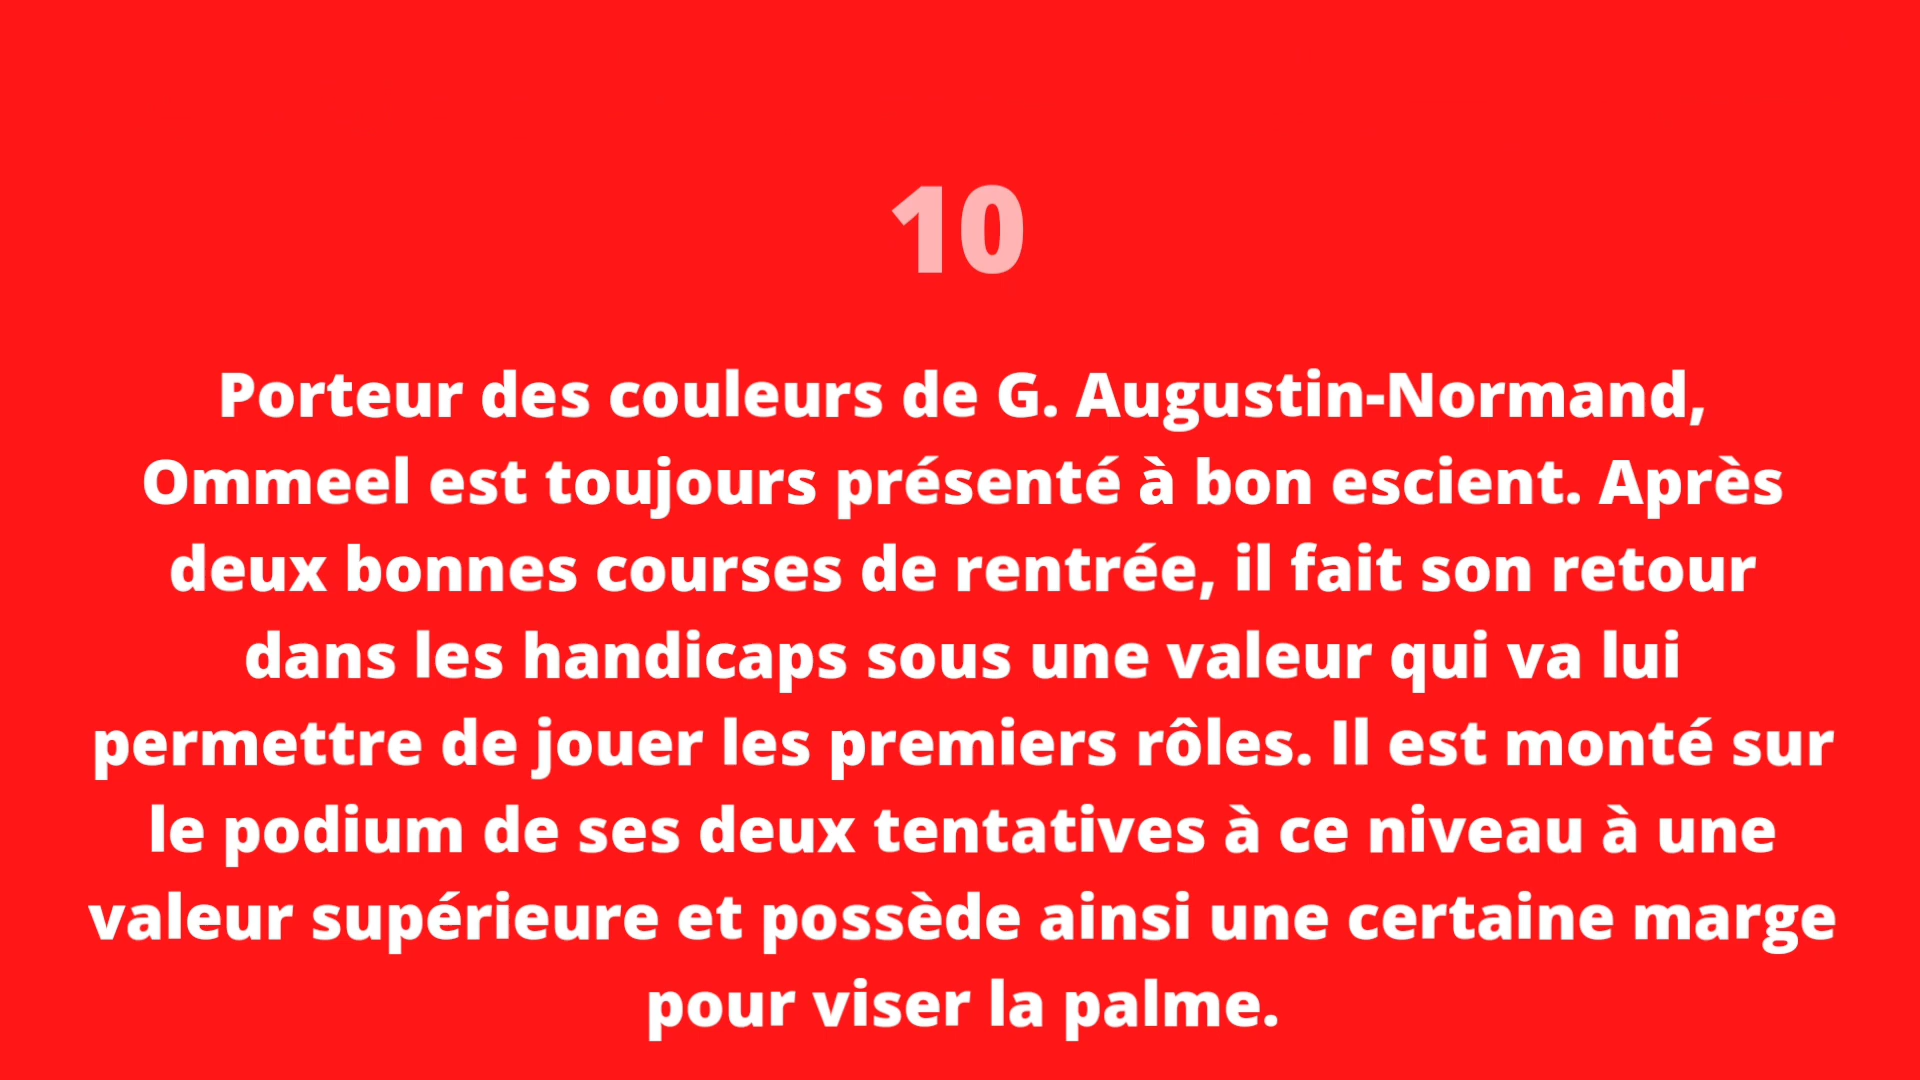 10
Porteur des couleurs de G. Augustin-Normand,
Ommeel est toujours présenté à bon escient. Après
deux bonnes courses de rentrée, il fait son retour
dans les handicaps sous une valeur qui va lui
permettre de jouer les premiers rôles. Il est monté sur
le podium de ses deux tentatives à ce niveau à une
valeur supérieure et possède ainsi une certaine marge
pour viser la palme.